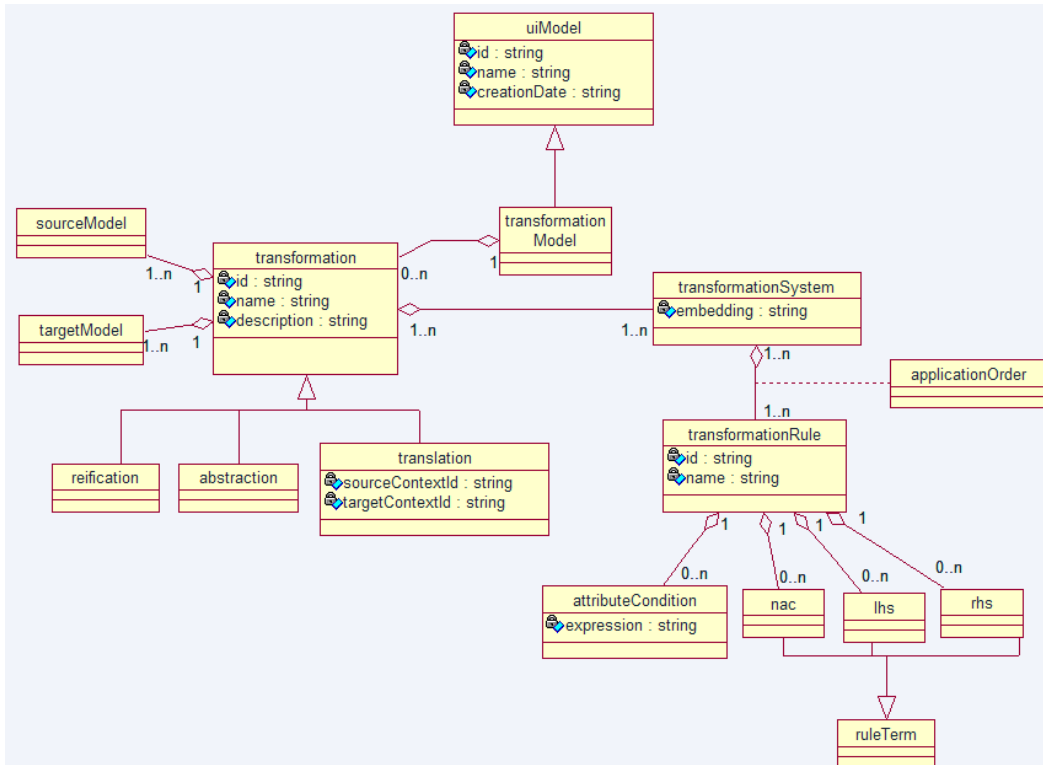 uiModel
id : string
name : string
creationDate : string
sourceModel
transformation
Model
transformation
id : string
name : string
description : string
1..n
1
0..n
1
transformationSystem
embedding : string
targetModel
1..n
1
1..n
1..n
1..n
applicationOrder
1..n
transformationRule
id : string
name : string
reification
abstraction
translation
sourceContextId : string
targetContextId : string
1
1
1
1
0..n
0..n
0..n
0..n
attributeCondition
expression : string
nac
lhs
rhs
ruleTerm